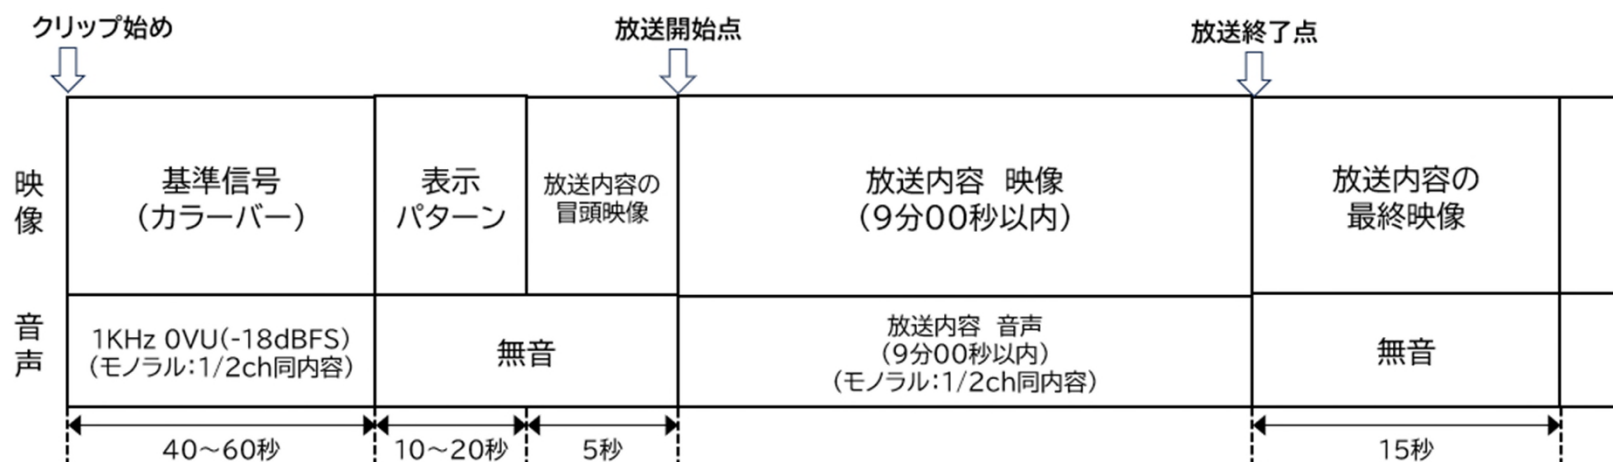 クリップ始め
放送開始点
放送終了点
映像
基準信号
（カラーバー）
表示
パターン
放送内容の
冒頭映像
放送内容　映像
（9分00秒以内）
放送内容の
最終映像
音声
1KHz 0VU(-18dBFS)
（モノラル：1/2ch同内容）
無音
放送内容　音声
（9分00秒以内）
（モノラル：1/2ch同内容）
無音
40～60秒
10～20秒
5秒
15秒